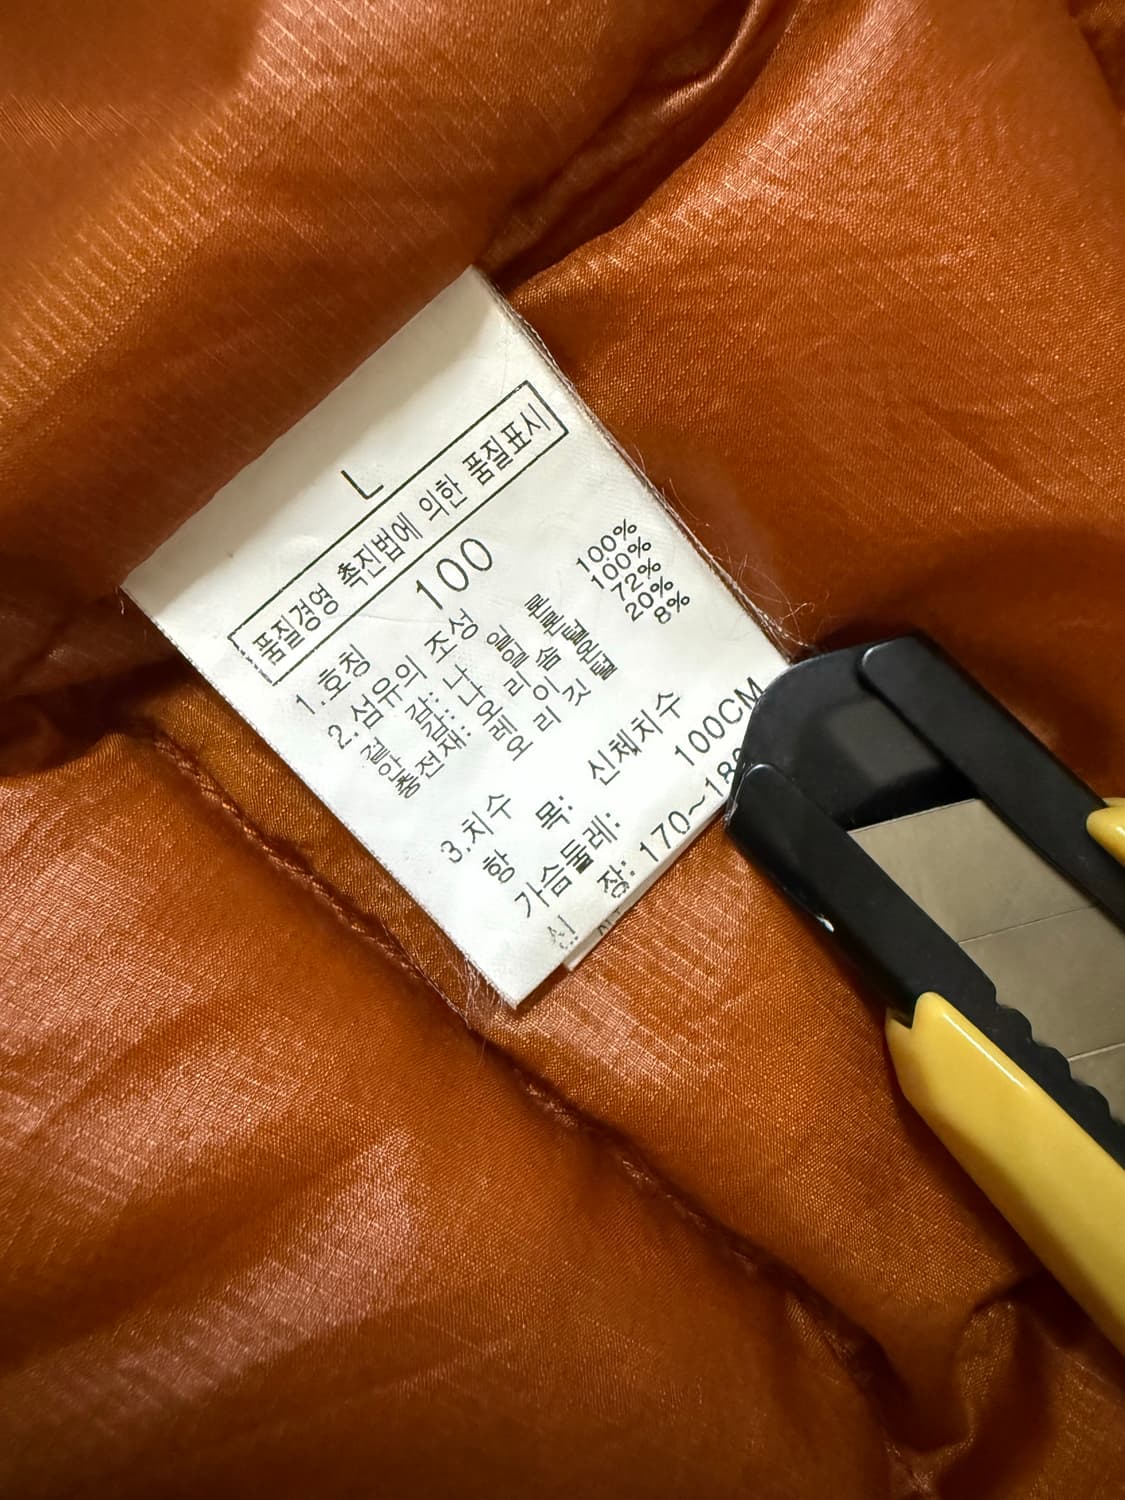 L
품질경영 촉진법에 의한 품질표시
1.호칭 100
2.섬유의 조성
겉 감: 나 일 론 100%
안 감: 나 일 론 100%
충전재: 오 리 솜털 72%
레 이 온 20%
오 리 깃털 8%
3.치수
항 목: 신체치수
가슴둘레: 100CM
신 장: 170~18